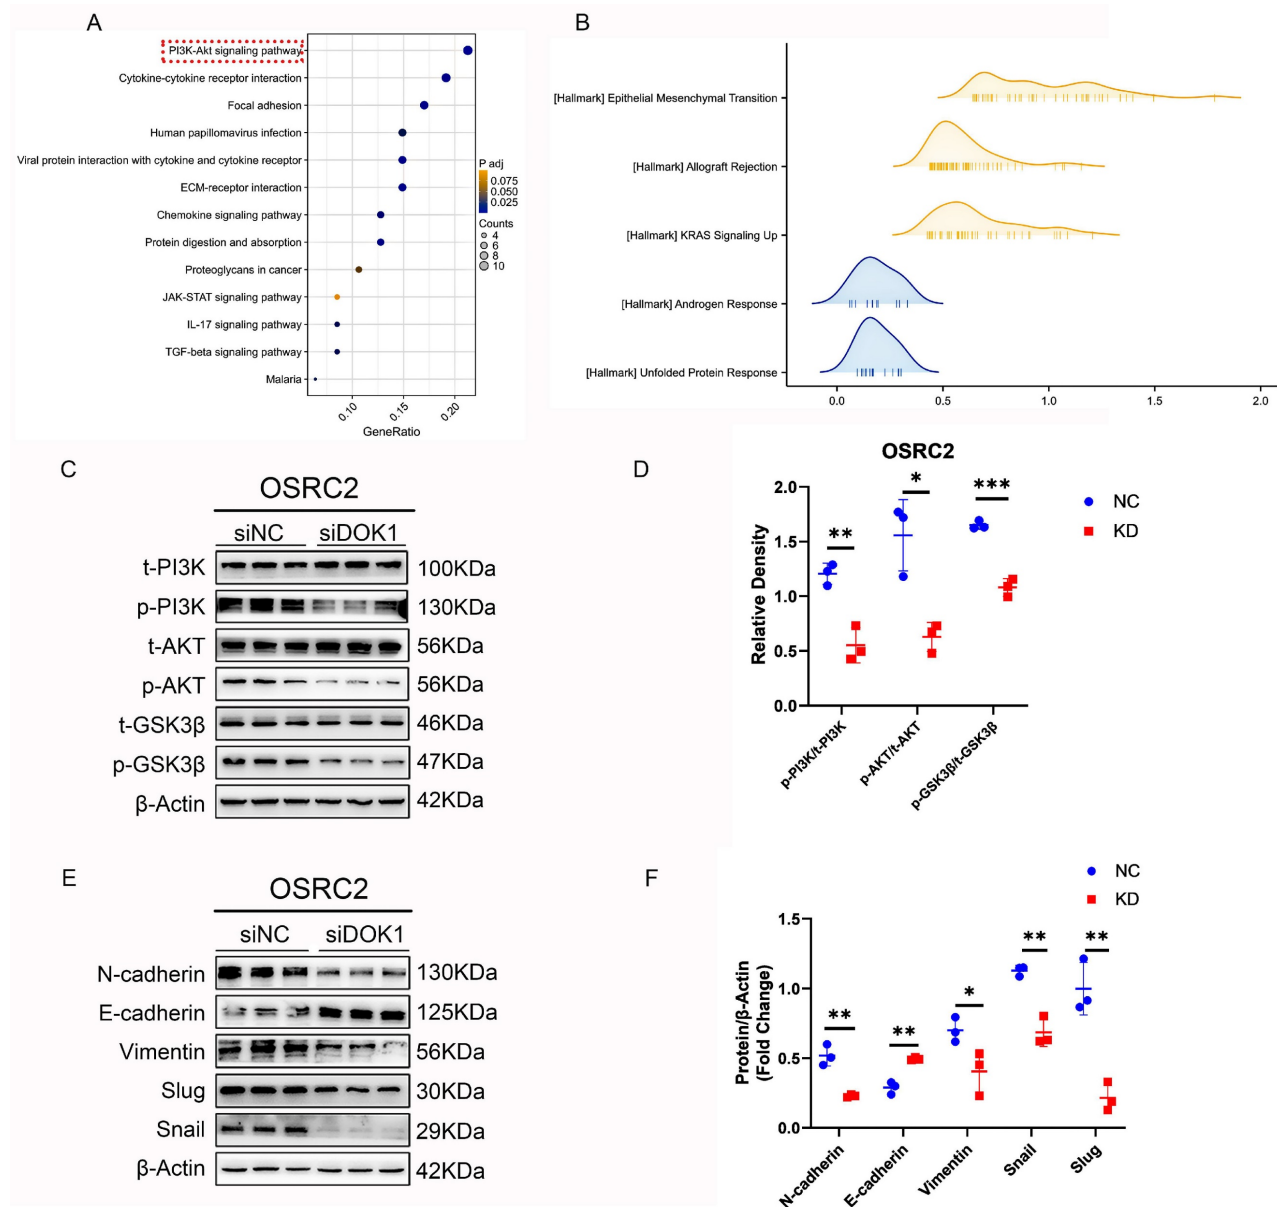 A
PI3K-Akt signaling pathway
Cytokine-cytokine receptor interaction
Focal adhesion
Human papillomavirus infection
Viral protein interaction with cytokine and cytokine receptor
ECM-receptor interaction
Chemokine signaling pathway
Protein digestion and absorption
Proteoglycans in cancer
JAK-STAT signaling pathway
IL-17 signaling pathway
TGF-beta signaling pathway
Malaria
0.10 0.15 0.20
GeneRatio
P adj
0.075
0.050
0.025
Counts
4
6
8
10
B
[Hallmark] Epithelial Mesenchymal Transition
[Hallmark] Allograft Rejection
[Hallmark] KRAS Signaling Up
[Hallmark] Androgen Response
[Hallmark] Unfolded Protein Response
0.0 0.5 1.0 1.5 2.0
C
OSRC2
siNC siDOK1
t-PI3K 100KDa
p-PI3K 130KDa
t-AKT 56KDa
p-AKT 56KDa
t-GSK3β 46KDa
p-GSK3β 47KDa
β-Actin 42KDa
D
OSRC2
Relative Density
2.0
1.5
1.0
0.5
0.0
** * ***
p-PI3K/t-PI3K
p-AKT/t-AKT
p-GSK3β/t-GSK3β
NC
KD
E
OSRC2
siNC siDOK1
N-cadherin 130KDa
E-cadherin 125KDa
Vimentin 56KDa
Slug 30KDa
Snail 29KDa
β-Actin 42KDa
F
NC
KD
Protein/β-Actin
(Fold Change)
1.5
1.0
0.5
0.0
** ** * ** **
N-cadherin
E-cadherin
Vimentin
Snail
Slug